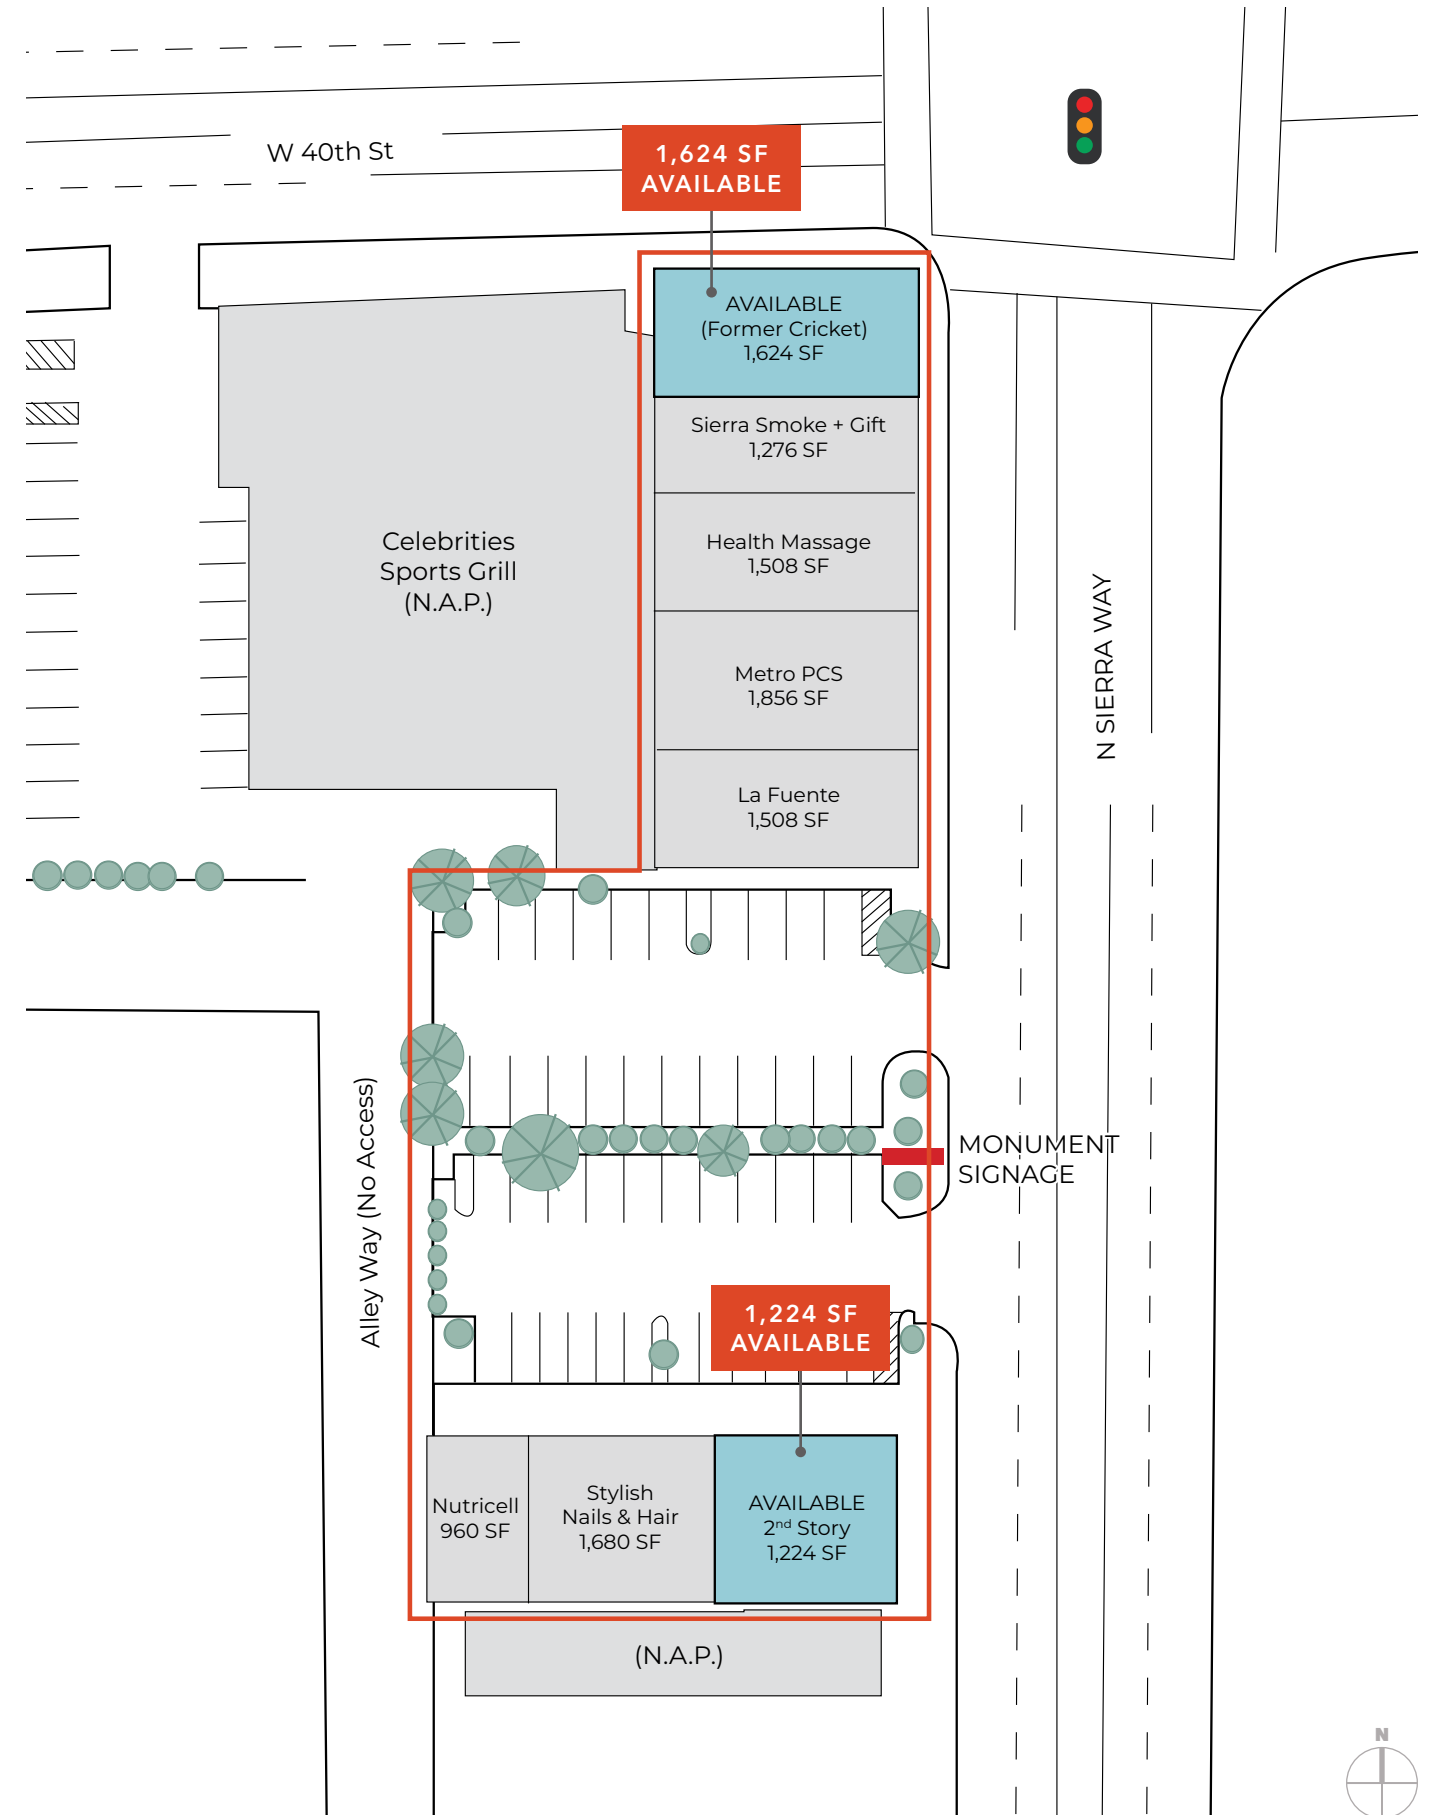 W 40th St
1,624 SF
AVAILABLE
AVAILABLE
(Former Cricket)
1,624 SF
Sierra Smoke + Gift
1,276 SF
Celebrities
Sports Grill
(N.A.P.)
Health Massage
1,508 SF
Metro PCS
1,856 SF
N SIERRA WAY
La Fuente
1,508 SF
Alley Way (No Access)
MONUMENT
SIGNAGE
1,224 SF
AVAILABLE
Nutricell
960 SF
Stylish
Nails & Hair
1,680 SF
AVAILABLE
2nd Story
1,224 SF
(N.A.P.)
N